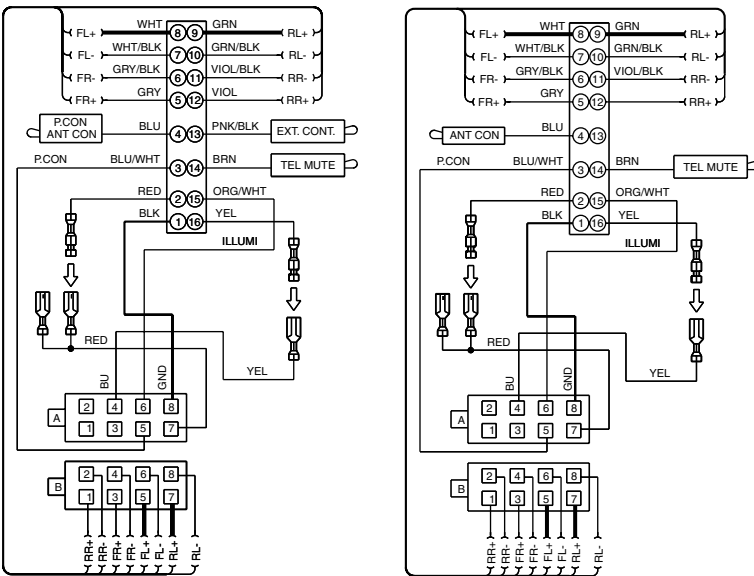 FL+ WHT 8 9 GRN RL+
FL- WHT/BLK 7 10 GRN/BLK RL-
FR- GRY/BLK 6 11 VIOL/BLK RR-
FR+ GRY 5 12 VIOL RR+
P.CON
ANT CON BLU 4 13 PNK/BLK EXT. CONT.
P.CON BLU/WHT 3 14 BRN TEL MUTE
RED 2 15 ORG/WHT
BLK 1 16 YEL
ILLUMI
RED
BU
GND
YEL
A
2 4 6 8
1 3 5 7
B
2 4 6 8
1 3 5 7
RR+ RR- FR+ FR- FL+ FL- RL+ RL-
FL+ WHT 8 9 GRN RL+
FL- WHT/BLK 7 10 GRN/BLK RL-
FR- GRY/BLK 6 11 VIOL/BLK RR-
FR+ GRY 5 12 RR+
ANT CON BLU 4 13
P.CON BLU/WHT 3 14 BRN TEL MUTE
RED 2 15 ORG/WHT
BLK 1 16 YEL
ILLUMI
RED
BU
GND
YEL
A
2 4 6 8
1 3 5 7
B
2 4 6 8
1 3 5 7
RR+ RR- FR+ FR- FL+ FL- RL+ RL-